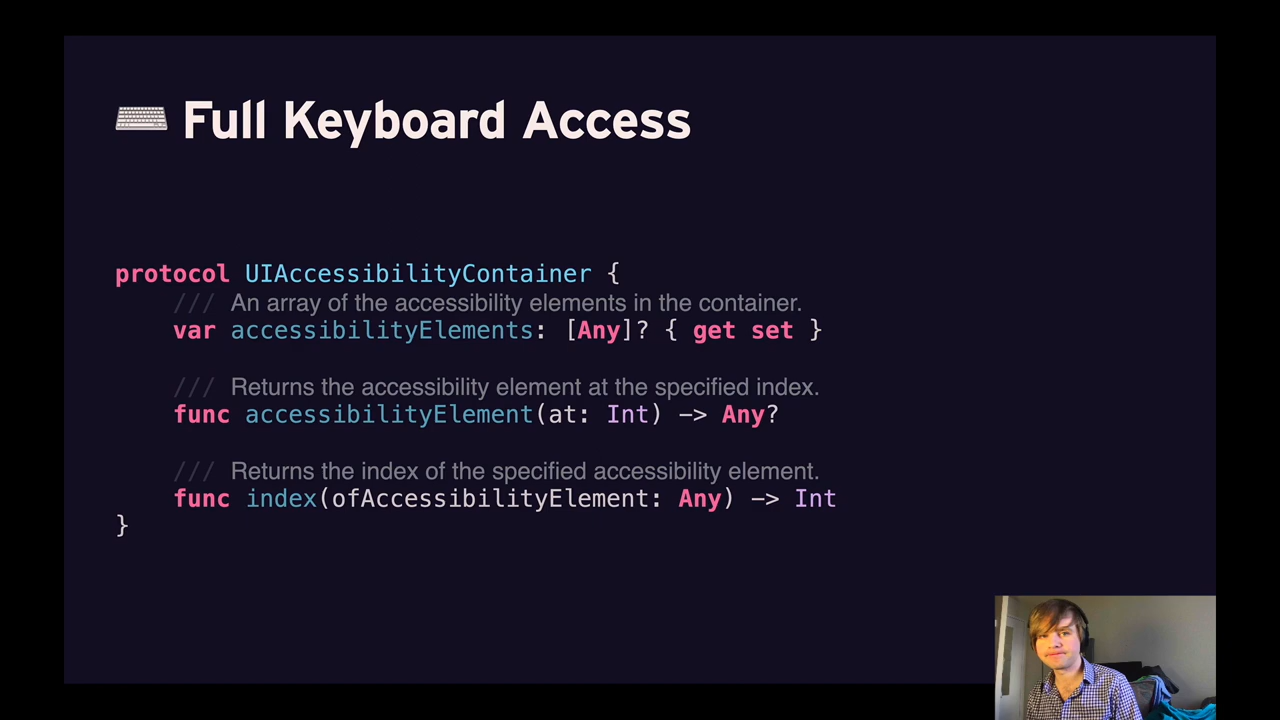 Full Keyboard Access
protocol UIAccessibilityContainer {
/// An array of the accessibility elements in the container.
var accessibilityElements: [Any]? { get set }
/// Returns the accessibility element at the specified index.
func accessibilityElement(at: Int) -> Any?
/// Returns the index of the specified accessibility element.
func index(ofAccessibilityElement: Any) -> Int
}